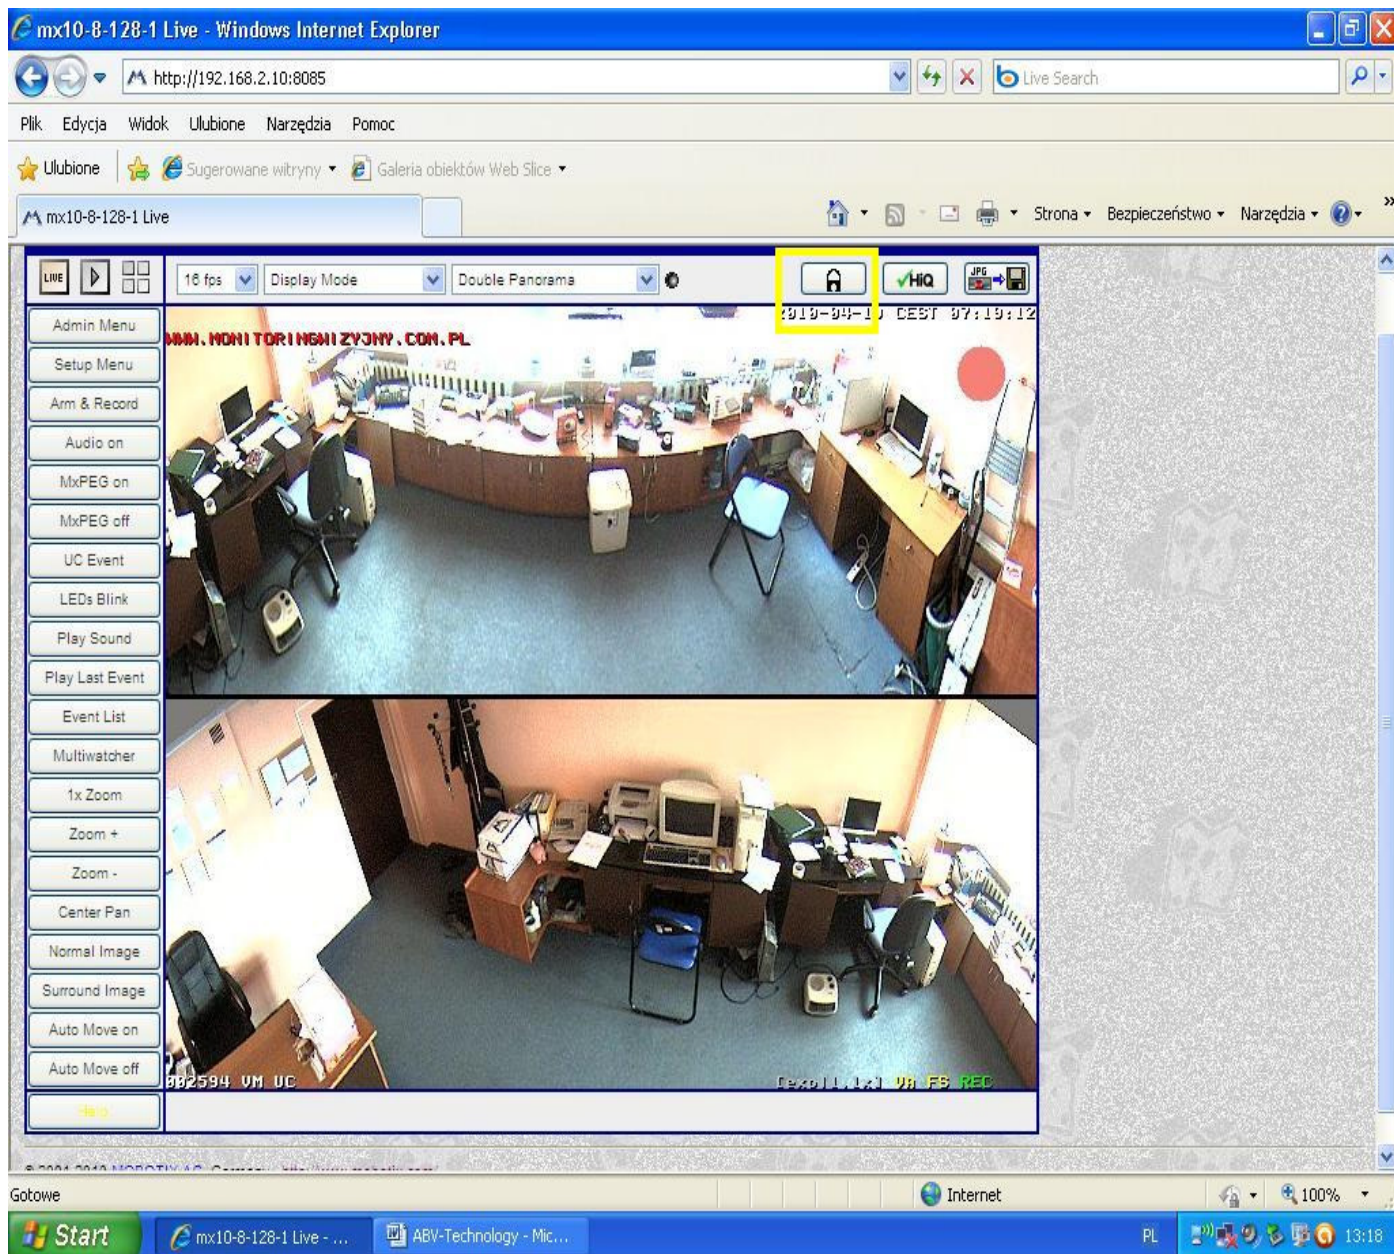 mx10-8-128-1 Live - Windows Internet Explorer
http://192.168.2.10:8085
Live Search
Plik Edycja Widok Ulubione Narzędzia Pomoc
Ulubione Sugerowane witryny Galeria obiektów Web Slice
mx10-8-128-1 Live
Strona Bezpieczeństwo Narzędzia
LIVE 16 fps Display Mode Double Panorama HiQ JPG
CEST
WWW.MONITORINGWIZYJNY.COM.PL
Admin Menu
Setup Menu
Arm & Record
Audio on
MxPEG on
MxPEG off
UC Event
LEDs Blink
Play Sound
Play Last Event
Event List
Multiwatcher
1x Zoom
Zoom +
Zoom -
Center Pan
Normal Image
Surround Image
Auto Move on
Auto Move off
002594 VM UC
VA FS REC
Help
Gotowe
Internet
100%
Start
mx10-8-128-1 Live - ...
ABV-Technology - Mic...
PL
13:18